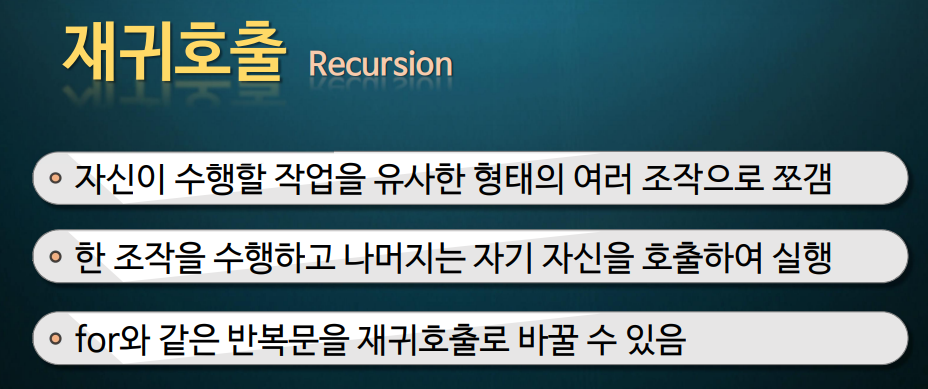 재귀호출 Recursion
자신이 수행할 작업을 유사한 형태의 여러 조작으로 쪼갬
한 조작을 수행하고 나머지는 자기 자신을 호출하여 실행
for와 같은 반복문을 재귀호출로 바꿀 수 있음